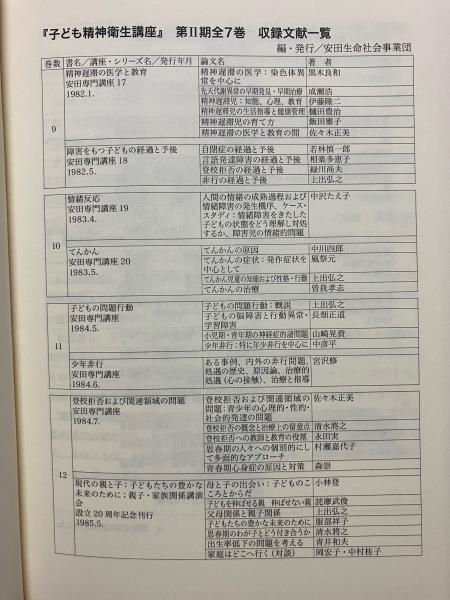 『子ども精神衛生講座』 第Ⅱ期全7巻 収録文献一覧
編・発行／安田生命社会事業団
巻数 書名／講座・シリーズ名／発行年月 論文名 著者
9
精神遅滞の医学と教育
安田専門講座17
1982.1.
精神遅滞の医学：染色体異常を中心に 黒木良和
先天代謝異常の早期発見・早期治療 成瀬浩
精神遅滞児：知能、心理、教育 伊藤隆二
精神遅滞児の生活指導と健康管理 樋田豊治
精神遅滞児の育て方 飯田雅子
精神遅滞の医学と教育の間 佐々木正美
障害をもつ子どもの経過と予後
安田専門講座18
1982.5.
自閉症の経過と予後 若林慎一郎
言語発達障害の経過と予後 相楽多恵子
登校拒否の経過と予後 緑川尚夫
非行の経過と予後 上出弘之
10
情緒反応
安田専門講座19
1983.4.
人間の情緒の成熟過程および
情緒障害の発生機序、ケース・
スタディ：情緒障害をきたした
子どもの状態をどう理解し対処
するか、障害児の情緒的問題
中沢たえ子
てんかん
安田専門講座20
1983.5.
てんかんの原因 中川四郎
てんかんの症状：発作症状を
中心として
風祭元
てんかん児童の知能および性格・行動 上出弘之
てんかんの治療 曽我孝志
11
子どもの問題行動
安田専門講座
1984.5.
子どもの問題行動：概説 上出弘之
子どもの脳障害と行動異常・
学習障害
長畑正道
小児期・青年期の神経症的諸問題 山崎晃資
少年非行：特に年少非行を中心に 中彦平
少年非行
安田専門講座
1984.6.
ある事例、内外の非行問題、
処遇の歴史、原因論、治療的
処遇(心の接触)、治療と指導
宮沢修
12
登校拒否および関連領域の問題
安田専門講座
1984.7.
登校拒否および関連領域の
問題：青少年の心理的・性的・
社会的発達の問題
佐々木正美
登校拒否の概念と治療上の留意点 清水將之
登校拒否への教師と教育の役割 永田実
思春期の人々への個別的にし
て多面的なアプローチ
村瀬嘉代子
青春期心身症の原因と対策 森崇
現代の親と子：子どもたちの豊かな
未来のために：親子・家族関係講演
会
設立20周年記念刊行
1985.5.
母と子の出会い：子どものこ
ころとからだ
小林登
子どもを伸ばせる親 伸ばせない親 詫摩武俊
父母関係と親子関係 上出弘之
子どもたちの豊かな未来のために 服部祥子
思春期のわが子とどう付き合うか 清水將之
出生率低下の問題を考える 青井和夫
家庭はどこへ行く(対談) 岡宏子・中村桂子